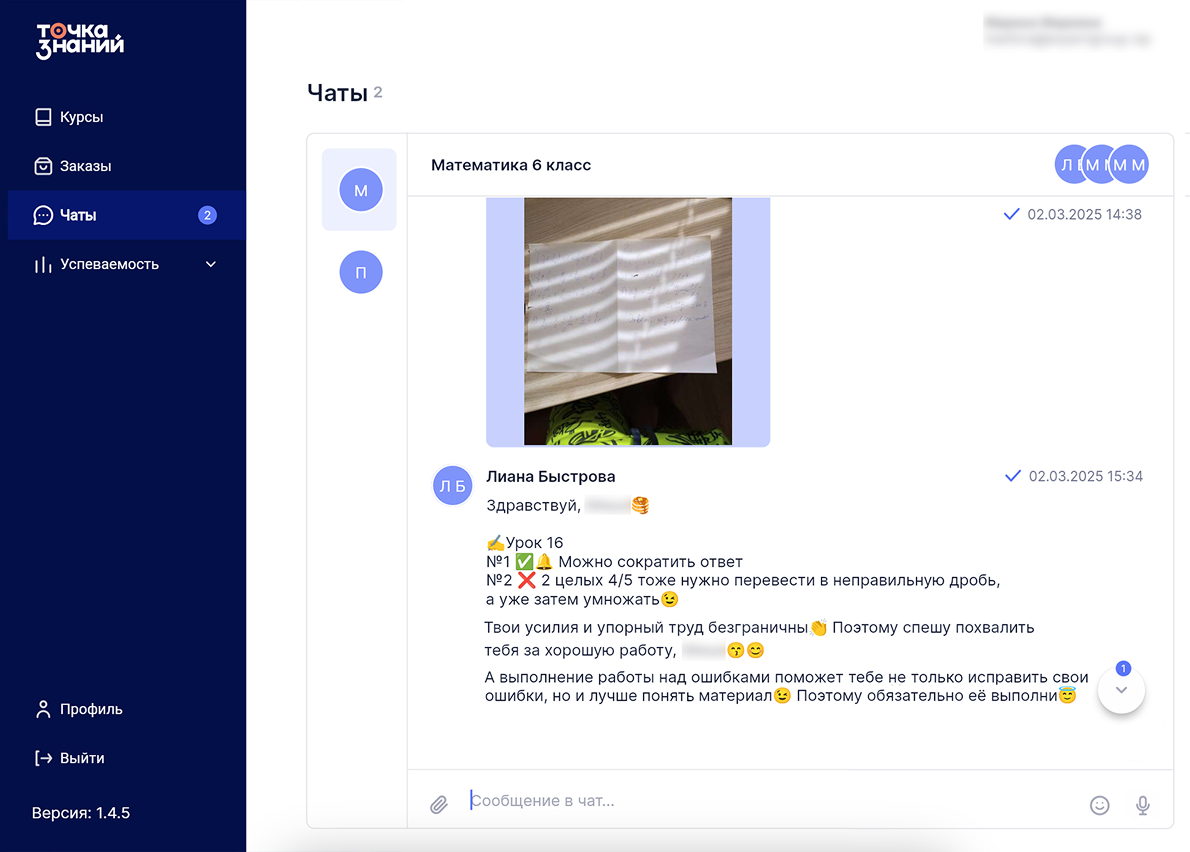 точка
знаний
Курсы
Заказы
Чаты 2
Успеваемость
Профиль
Выйти
Версия: 1.4.5
Чаты 2
М
П
Математика 6 класс
Л М М М
02.03.2025 14:38
Л Б
Лиана Быстрова
02.03.2025 15:34
Здравствуй, 🥞
✍️Урок 16
№1 ✅🔔 Можно сократить ответ
№2 ❌ 2 целых 4/5 тоже нужно перевести в неправильную дробь,
а уже затем умножать😉
Твои усилия и упорный труд безграничны👏 Поэтому спешу похвалить
тебя за хорошую работу, 😙😊
А выполнение работы над ошибками поможет тебе не только исправить свои
ошибки, но и лучше понять материал😉 Поэтому обязательно её выполни😇
1
Сообщение в чат...